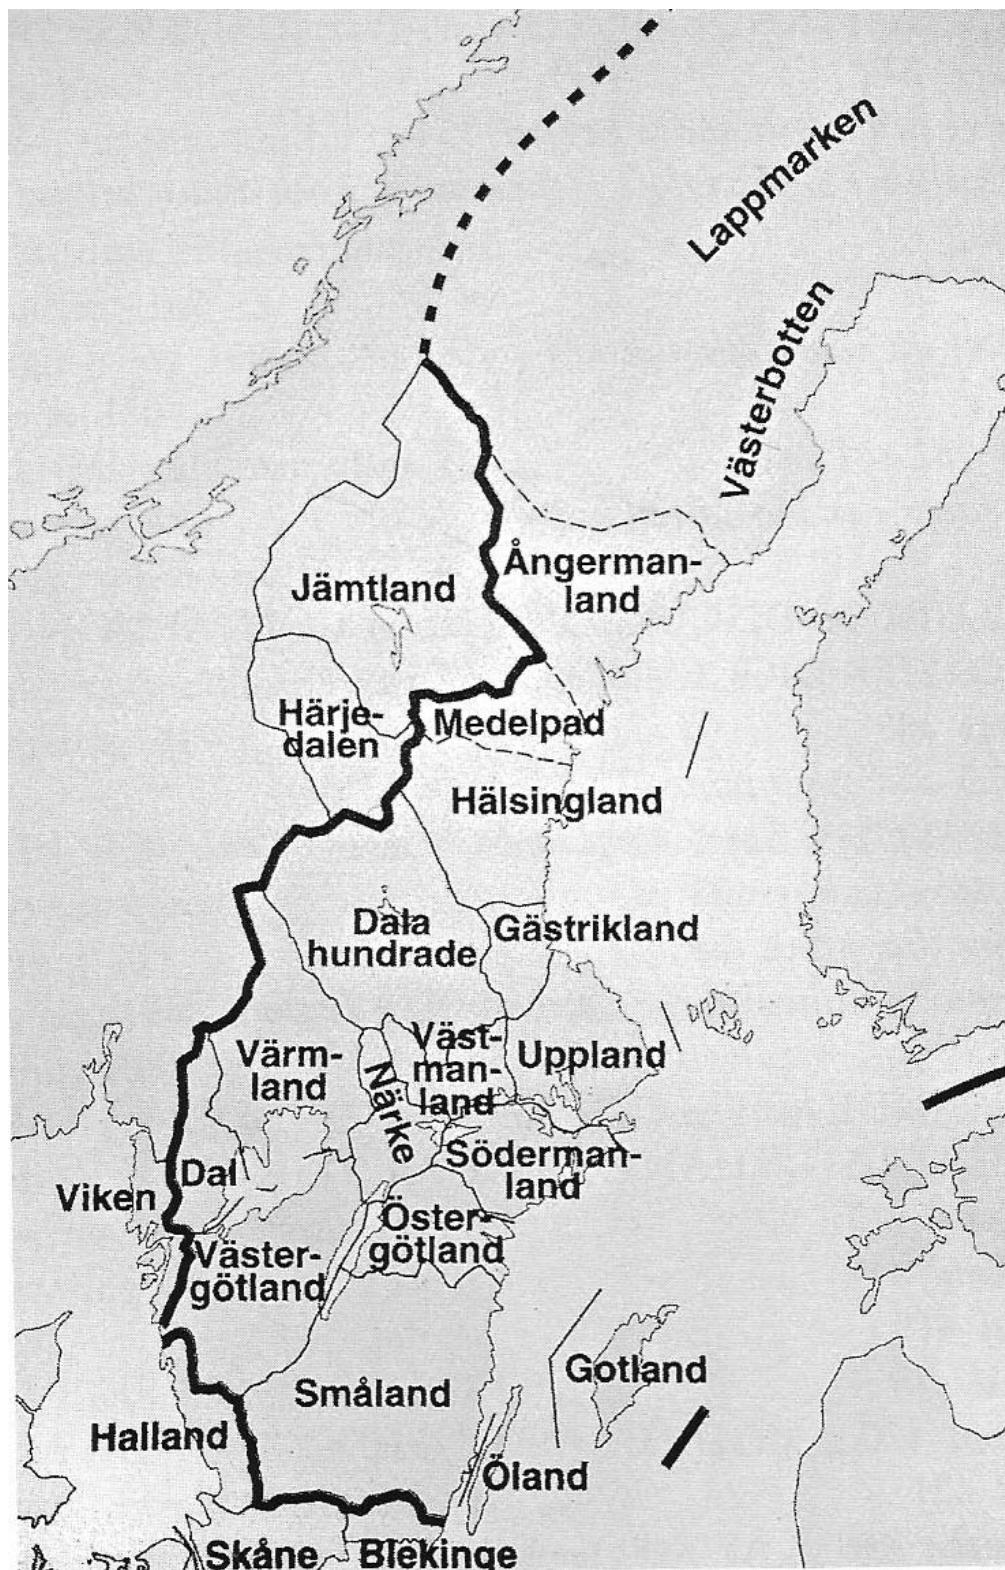 Lappmarken
Västerbotten
Ångerman-
land
Jämtland
Härje-
dalen
Medelpad
Hälsingland
Dala
hundrade
Gästrikland
Värm-
land
Närke
Väst-
man-
land
Uppland
Viken
Dal
Söderman-
land
Öster-
götland
Väster-
götland
Småland
Gotland
Halland
Öland
Skåne
Blekinge